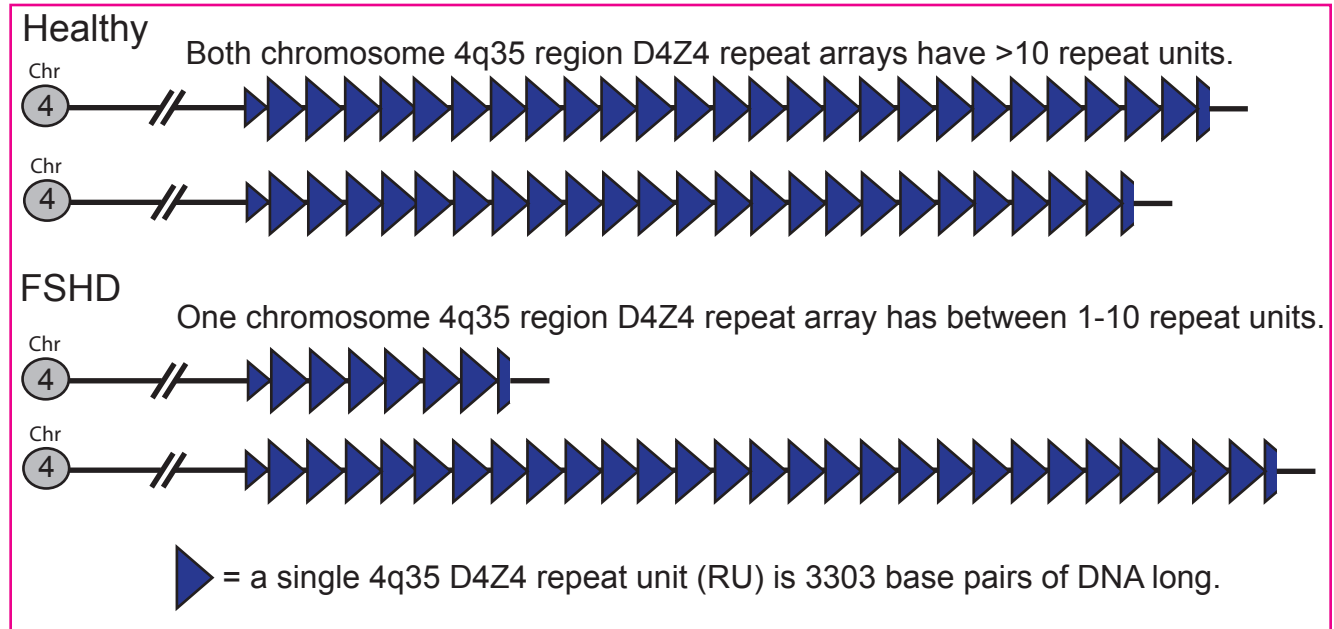 Healthy
Both chromosome 4q35 region D4Z4 repeat arrays have >10 repeat units.
Chr
4
Chr
4
FSHD
One chromosome 4q35 region D4Z4 repeat array has between 1-10 repeat units.
Chr
4
Chr
4
= a single 4q35 D4Z4 repeat unit (RU) is 3303 base pairs of DNA long.